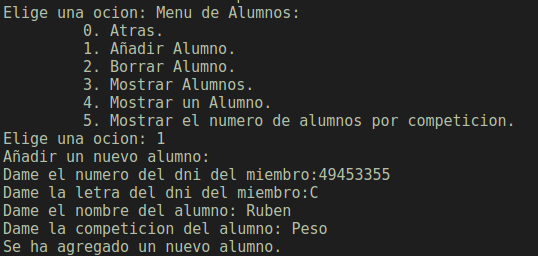 Elige una ocion: Menu de Alumnos:
0. Atras.
1. Añadir Alumno.
2. Borrar Alumno.
3. Mostrar Alumnos.
4. Mostrar un Alumno.
5. Mostrar el numero de alumnos por competicion.
Elige una ocion: 1
Añadir un nuevo alumno:
Dame el numero del dni del miembro:49453355
Dame la letra del dni del miembro:C
Dame el nombre del alumno: Ruben
Dame la competicion del alumno: Peso
Se ha agregado un nuevo alumno.